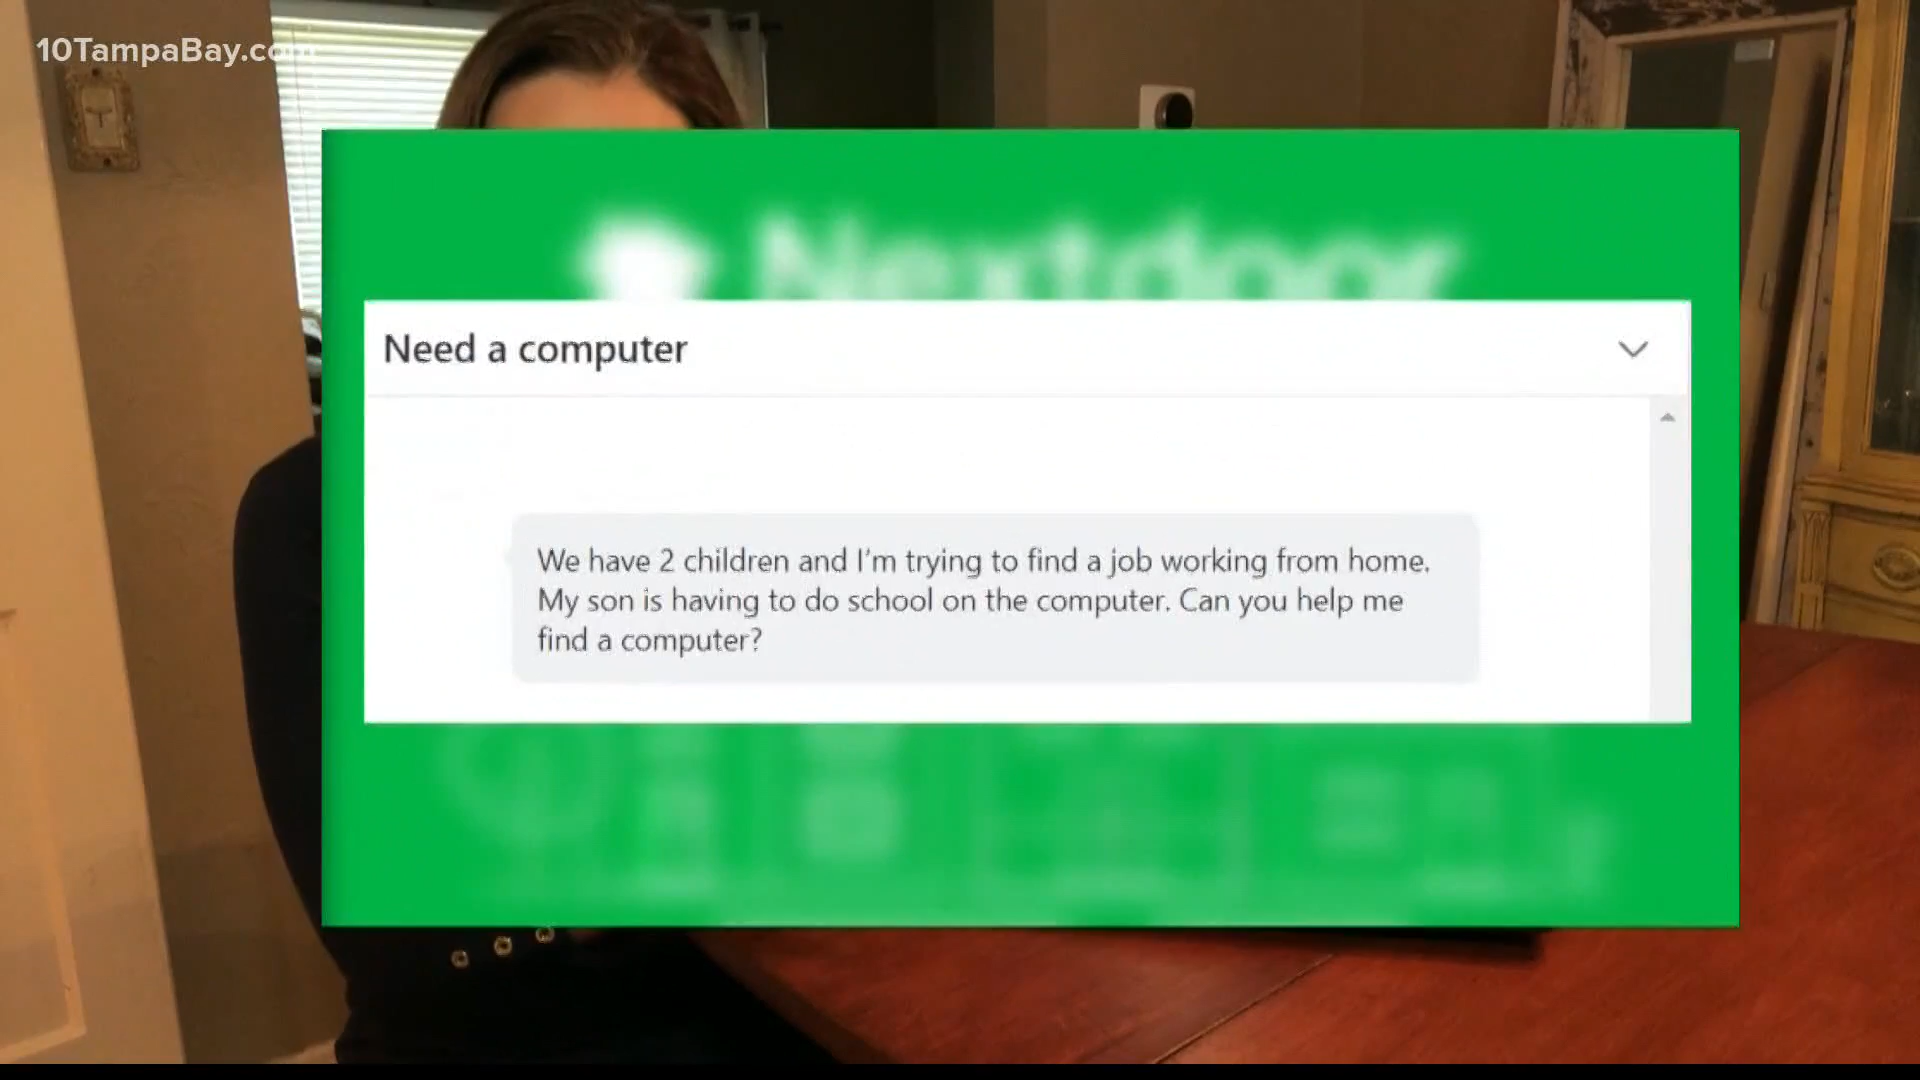 10TampaBay.com
Nextdoor
Need a computer
We have 2 children and I'm trying to find a job working from home.
My son is having to do school on the computer. Can you help me
find a computer?